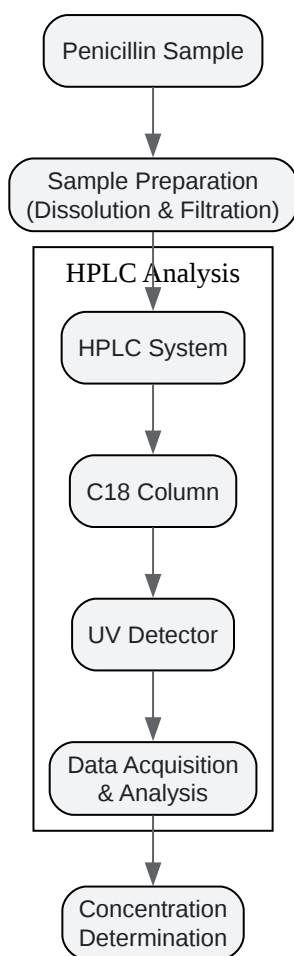 Penicillin Sample
Sample Preparation
(Dissolution & Filtration)
HPLC Analysis
HPLC System
C18 Column
UV Detector
Data Acquisition
& Analysis
Concentration
Determination